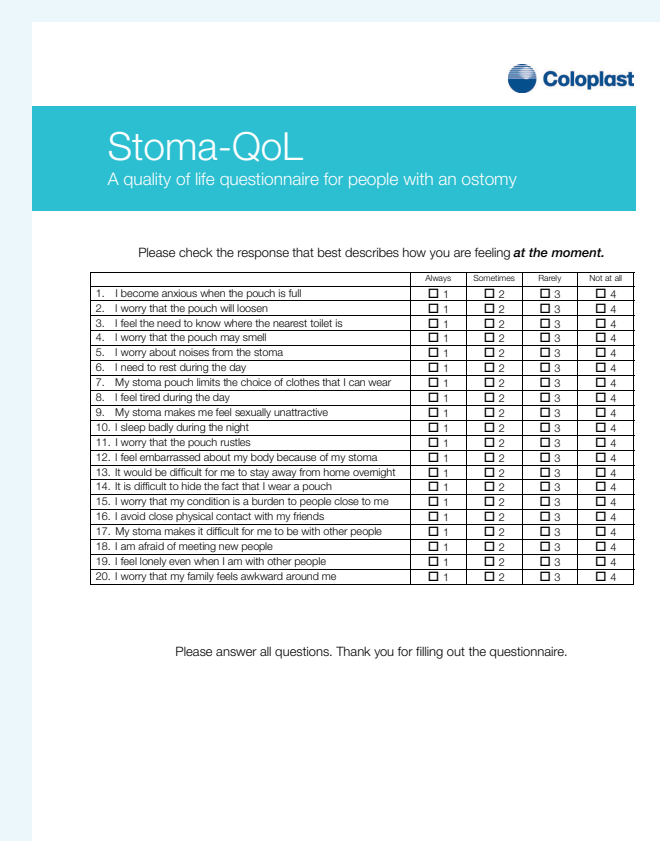 Coloplast
Stoma-QoL
A quality of life questionnaire for people with an ostomy
Please check the response that best describes how you are feeling at the moment.
Always Sometimes Rarely Not at all
1. I become anxious when the pouch is full ☐ 1 ☐ 2 ☐ 3 ☐ 4
2. I worry that the pouch will loosen ☐ 1 ☐ 2 ☐ 3 ☐ 4
3. I feel the need to know where the nearest toilet is ☐ 1 ☐ 2 ☐ 3 ☐ 4
4. I worry that the pouch may smell ☐ 1 ☐ 2 ☐ 3 ☐ 4
5. I worry about noises from the stoma ☐ 1 ☐ 2 ☐ 3 ☐ 4
6. I need to rest during the day ☐ 1 ☐ 2 ☐ 3 ☐ 4
7. My stoma pouch limits the choice of clothes that I can wear ☐ 1 ☐ 2 ☐ 3 ☐ 4
8. I feel tired during the day ☐ 1 ☐ 2 ☐ 3 ☐ 4
9. My stoma makes me feel sexually unattractive ☐ 1 ☐ 2 ☐ 3 ☐ 4
10. I sleep badly during the night ☐ 1 ☐ 2 ☐ 3 ☐ 4
11. I worry that the pouch rustles ☐ 1 ☐ 2 ☐ 3 ☐ 4
12. I feel embarrassed about my body because of my stoma ☐ 1 ☐ 2 ☐ 3 ☐ 4
13. It would be difficult for me to stay away from home overnight ☐ 1 ☐ 2 ☐ 3 ☐ 4
14. It is difficult to hide the fact that I wear a pouch ☐ 1 ☐ 2 ☐ 3 ☐ 4
15. I worry that my condition is a burden to people close to me ☐ 1 ☐ 2 ☐ 3 ☐ 4
16. I avoid close physical contact with my friends ☐ 1 ☐ 2 ☐ 3 ☐ 4
17. My stoma makes it difficult for me to be with other people ☐ 1 ☐ 2 ☐ 3 ☐ 4
18. I am afraid of meeting new people ☐ 1 ☐ 2 ☐ 3 ☐ 4
19. I feel lonely even when I am with other people ☐ 1 ☐ 2 ☐ 3 ☐ 4
20. I worry that my family feels awkward around me ☐ 1 ☐ 2 ☐ 3 ☐ 4
Please answer all questions. Thank you for filling out the questionnaire.